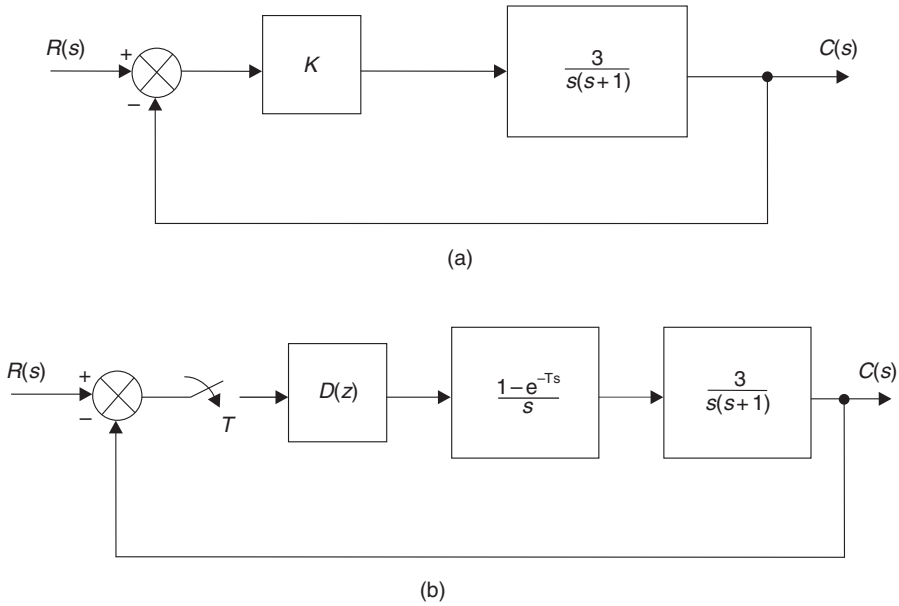 R(s)
+
−
K
3
s(s+1)
C(s)
(a)
R(s)
+
−
T
D(z)
1−e^−Ts
s
3
s(s+1)
C(s)
(b)